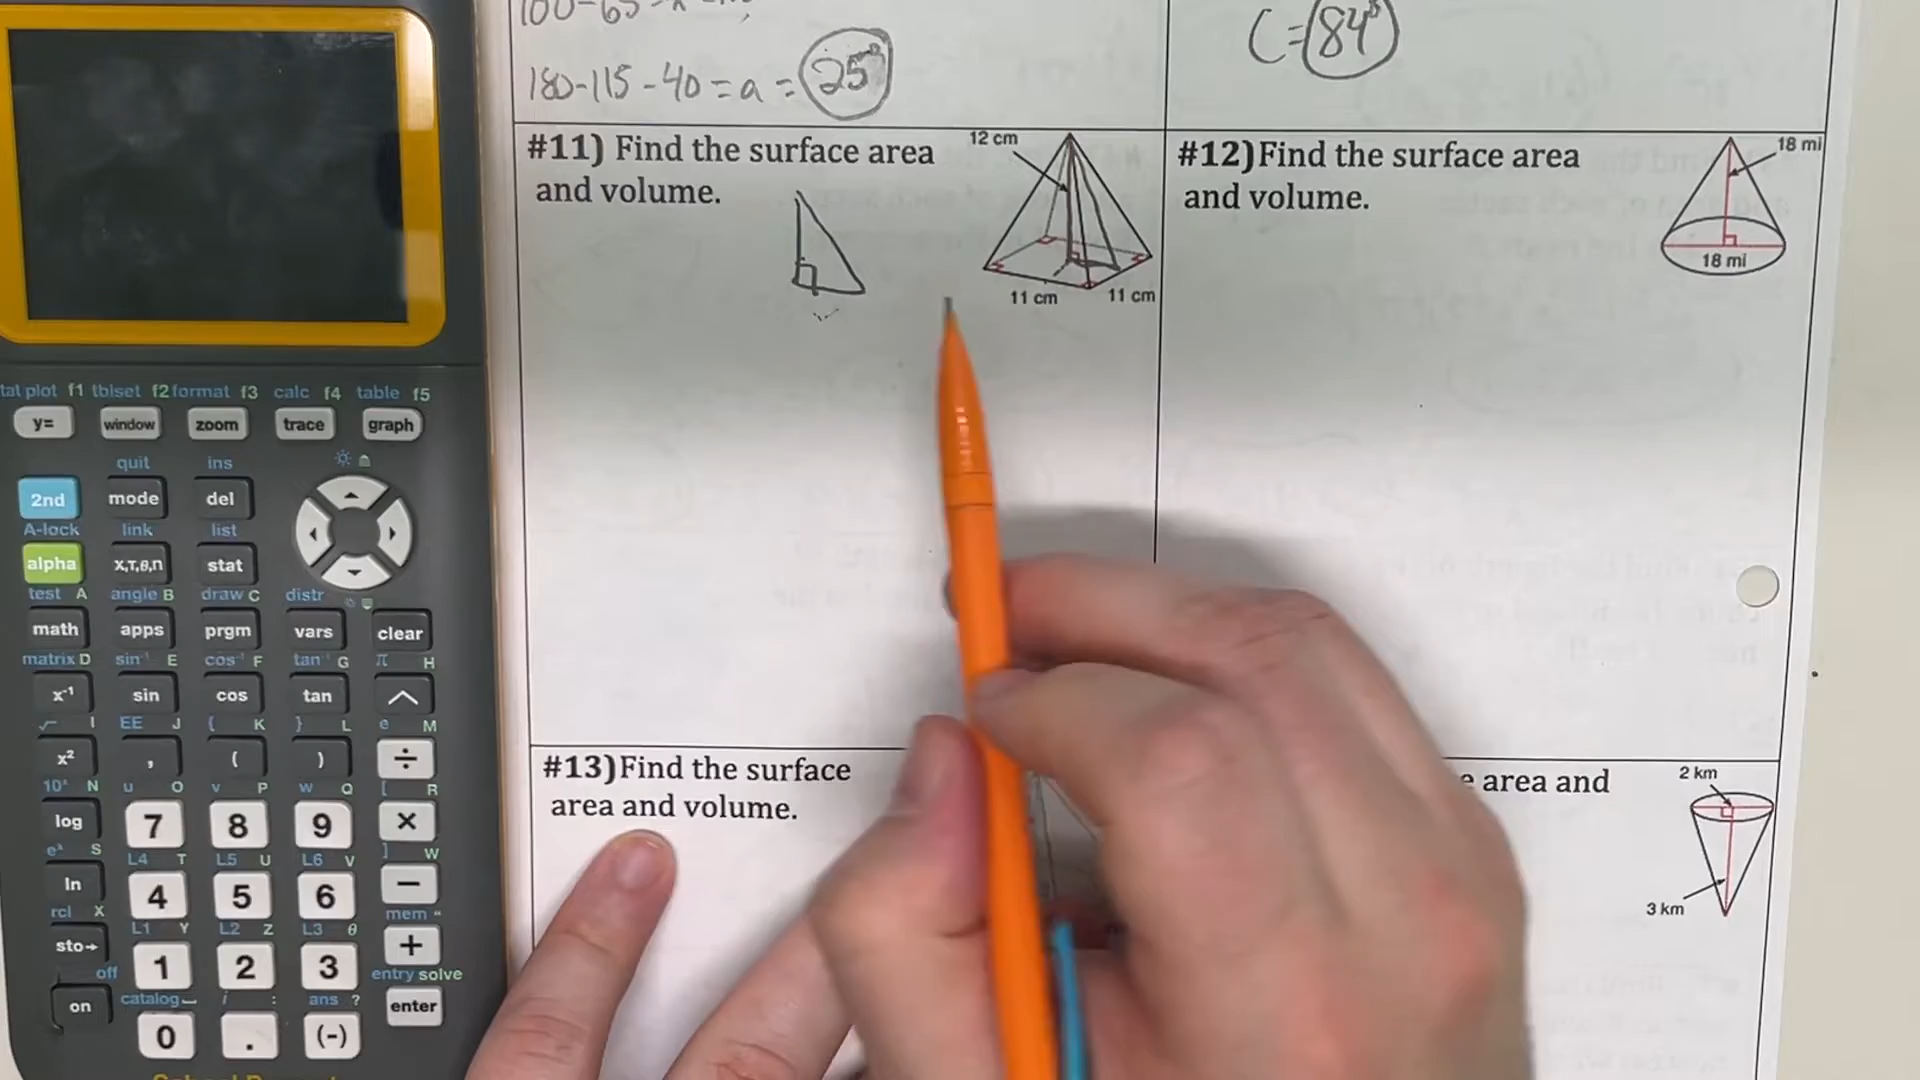 180-115-40=a=25°
C=84°
#11) Find the surface area
and volume.
12 cm
11 cm
11 cm
#12)Find the surface area
and volume.
18 mi
18 mi
#13)Find the surface
area and volume.
area and
2 km
3 km
tat plot f1 tblset f2 format f3 calc f4 table f5
y= window zoom trace graph
quit ins
2nd mode del
A-lock link list
alpha X,T,θ,n stat
test A angle B draw C distr
math apps prgm vars clear
matrix D sin⁻¹ E cos⁻¹ F tan⁻¹ G π H
x⁻¹ sin cos tan ^
√ I EE J { K } L e M
x² , ( ) ÷
10ˣ N u O v P w Q [ R
log 7 8 9 ×
eˣ S L4 T L5 U L6 V ] W
ln 4 5 6 −
rcl X L1 Y L2 Z L3 θ mem "
sto→ 1 2 3 +
off catalog i : ans ? entry solve
on 0 . (-) enter